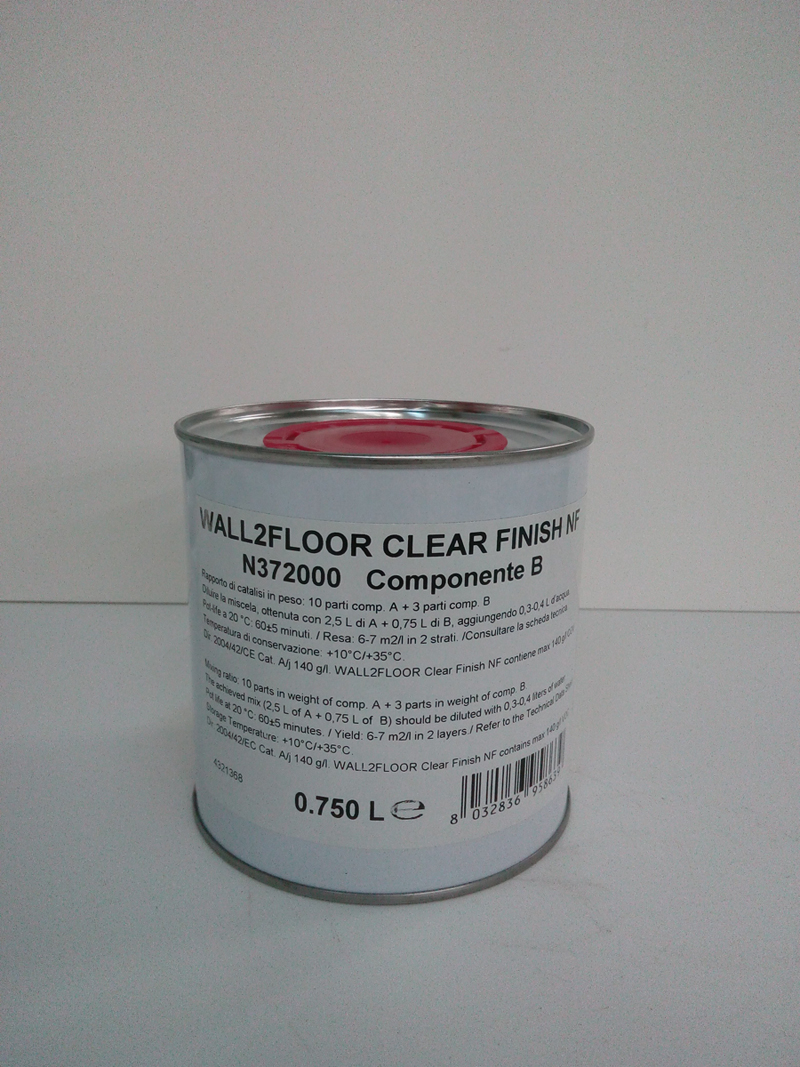 WALL2FLOOR CLEAR FINISH NF
N372000 Componente B
Rapporto di catalisi in peso: 10 parti comp. A + 3 parti comp. B
Diluire la miscela, ottenuta con 2,5 L di A + 0,75 L di B, aggiungendo 0,3-0,4 L d'acqua.
Pot-life a 20 °C: 60±5 minuti. / Resa: 6-7 m2/l in 2 strati. /Consultare la scheda tecnica.
Temperatura di conservazione: +10°C/+35°C.
Dir. 2004/42/CE Cat. A/j 140 g/l. WALL2FLOOR Clear Finish NF contiene max 140 g/l
Mixing ratio: 10 parts in weight of comp. A + 3 parts in weight of comp. B
The achieved mix (2,5 L of A + 0,75 L of B) should be diluted with 0,3-0,4 liters of water.
Pot life at 20 °C: 60±5 minutes. / Yield: 6-7 m2/l in 2 layers./ Refer to the Technical Data
Storage Temperature: +10°C/+35°C.
Dir. 2004/42/EC Cat. A/j 140 g/l. WALL2FLOOR Clear Finish NF contains max 140 g/l
4321368
0.750 L e
8 032836